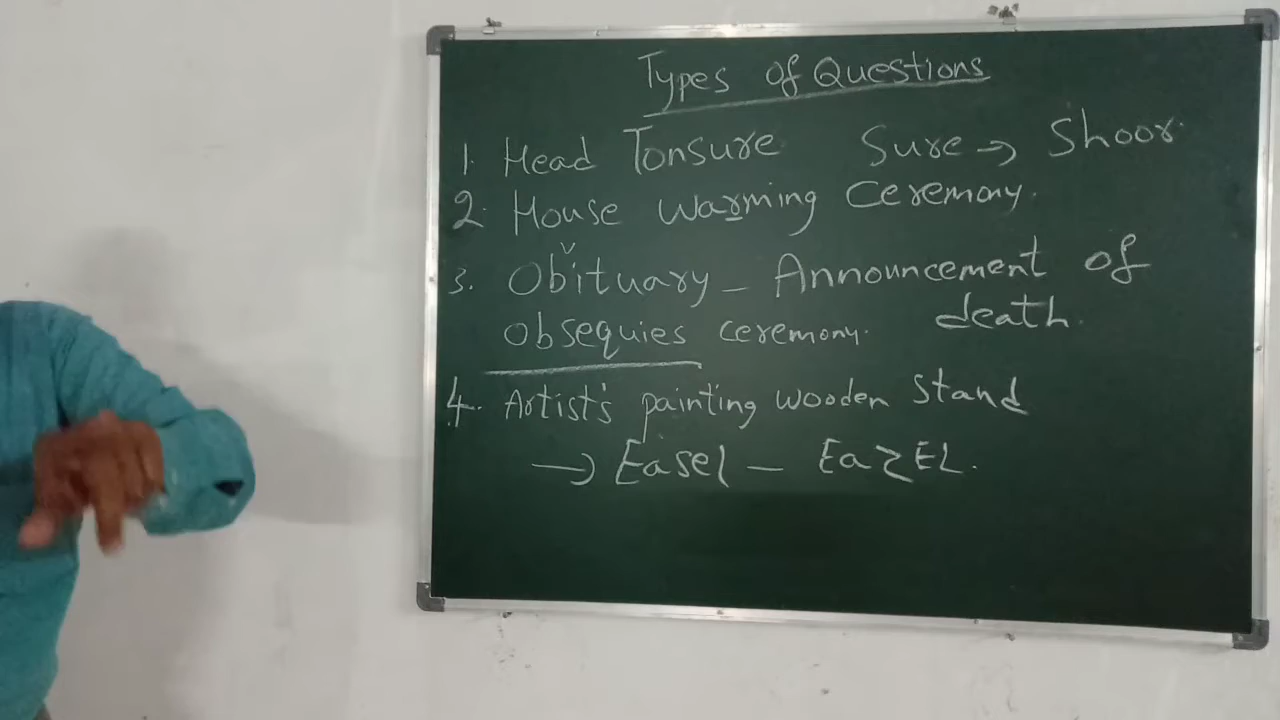 Types of Questions
1. Head Tonsure Sure → Shoor.
2. House warming Ceremony.
3. Obituary - Announcement of death.
obsequies ceremony.
4. Artist's painting wooden stand
→ Easel - EazEL.